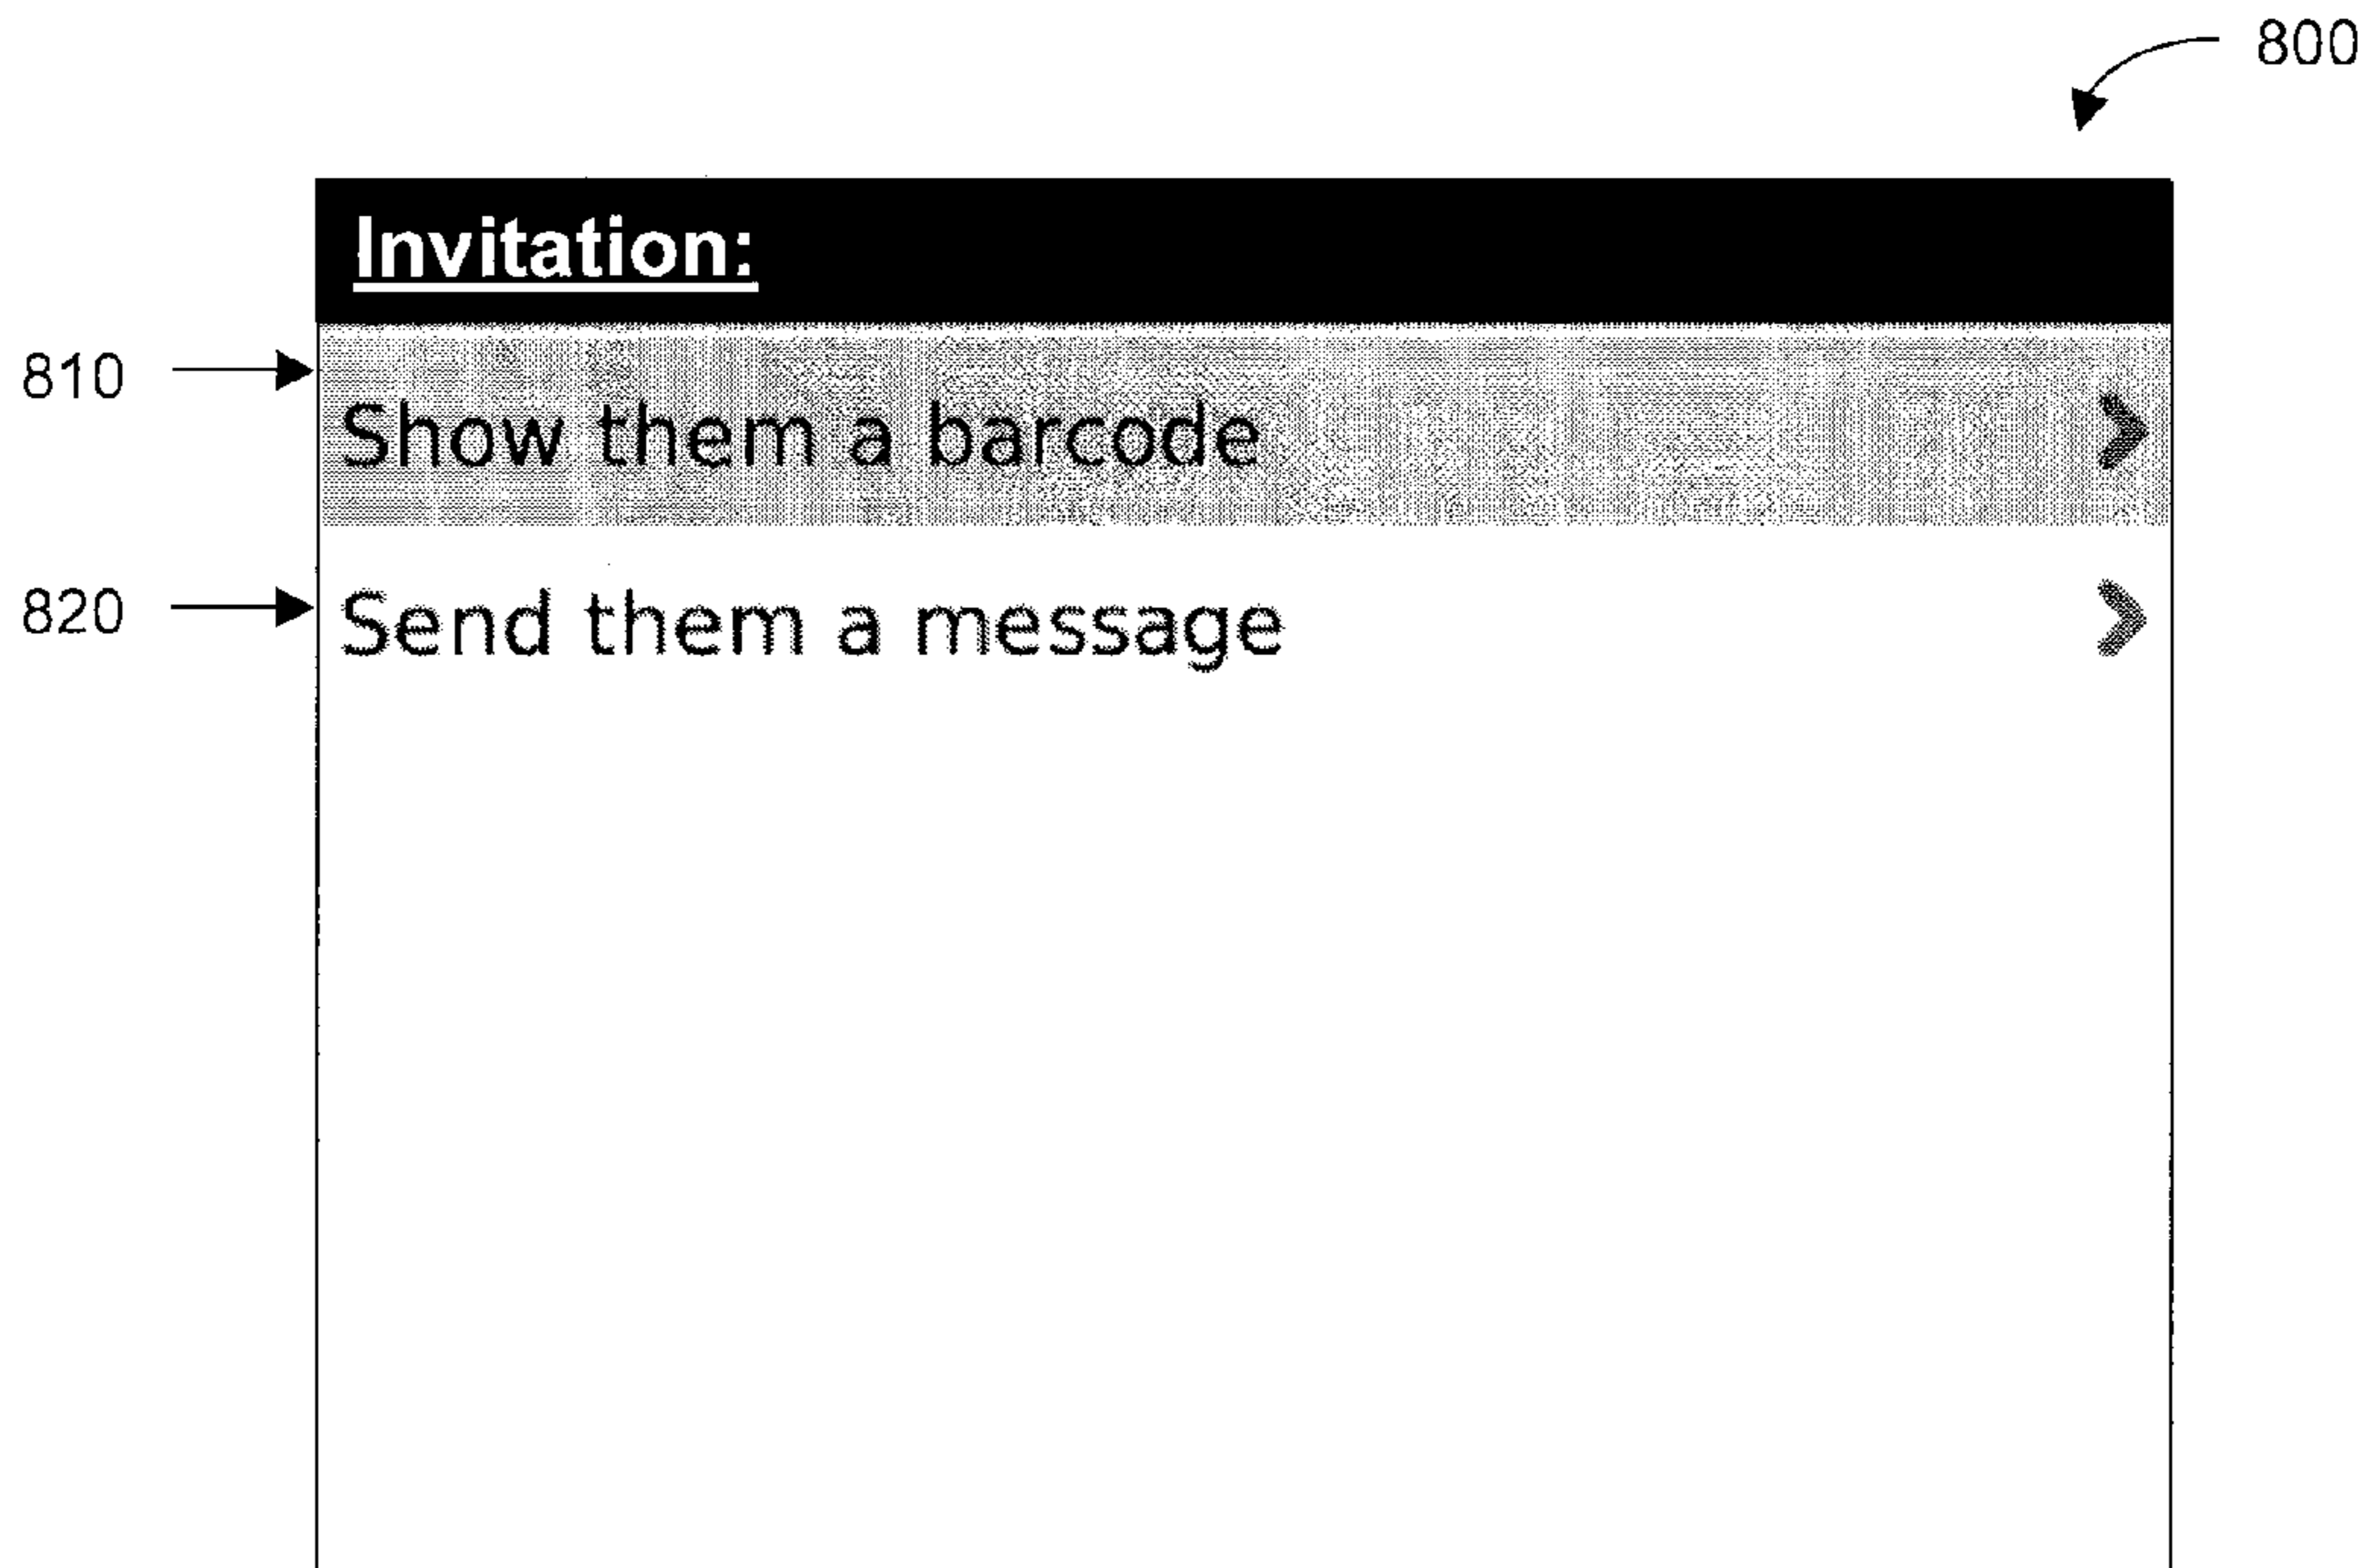 800
Invitation:
810
Show them a barcode
820
Send them a message